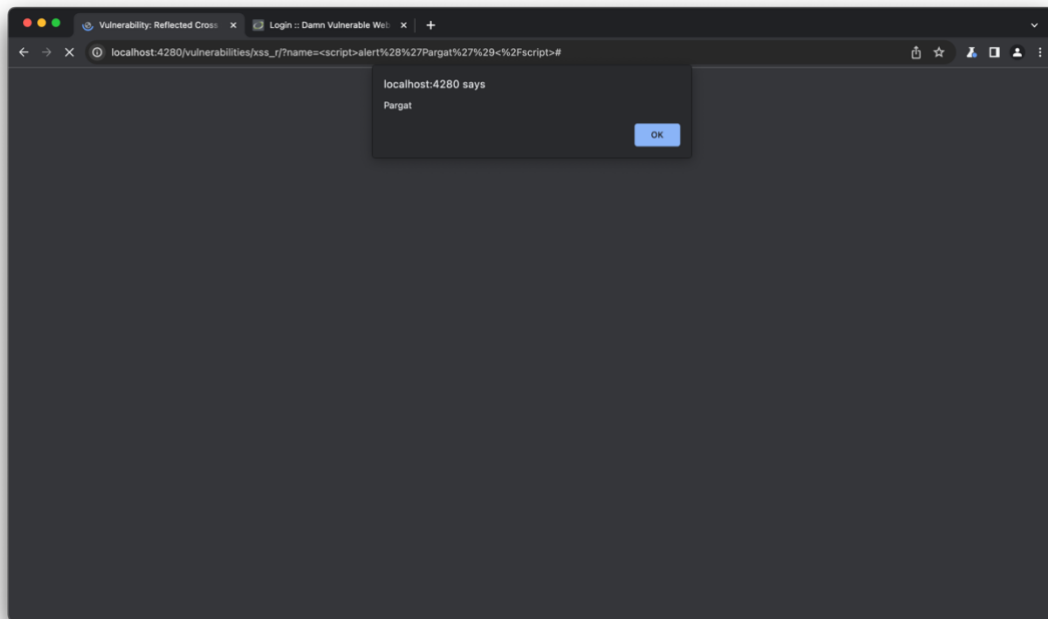 Vulnerability: Reflected Cross
Login :: Damn Vulnerable Web
localhost:4280/vulnerabilities/xss_r/?name=<script>alert%28%27Pargat%27%29<%2Fscript>#
localhost:4280 says
Pargat
OK